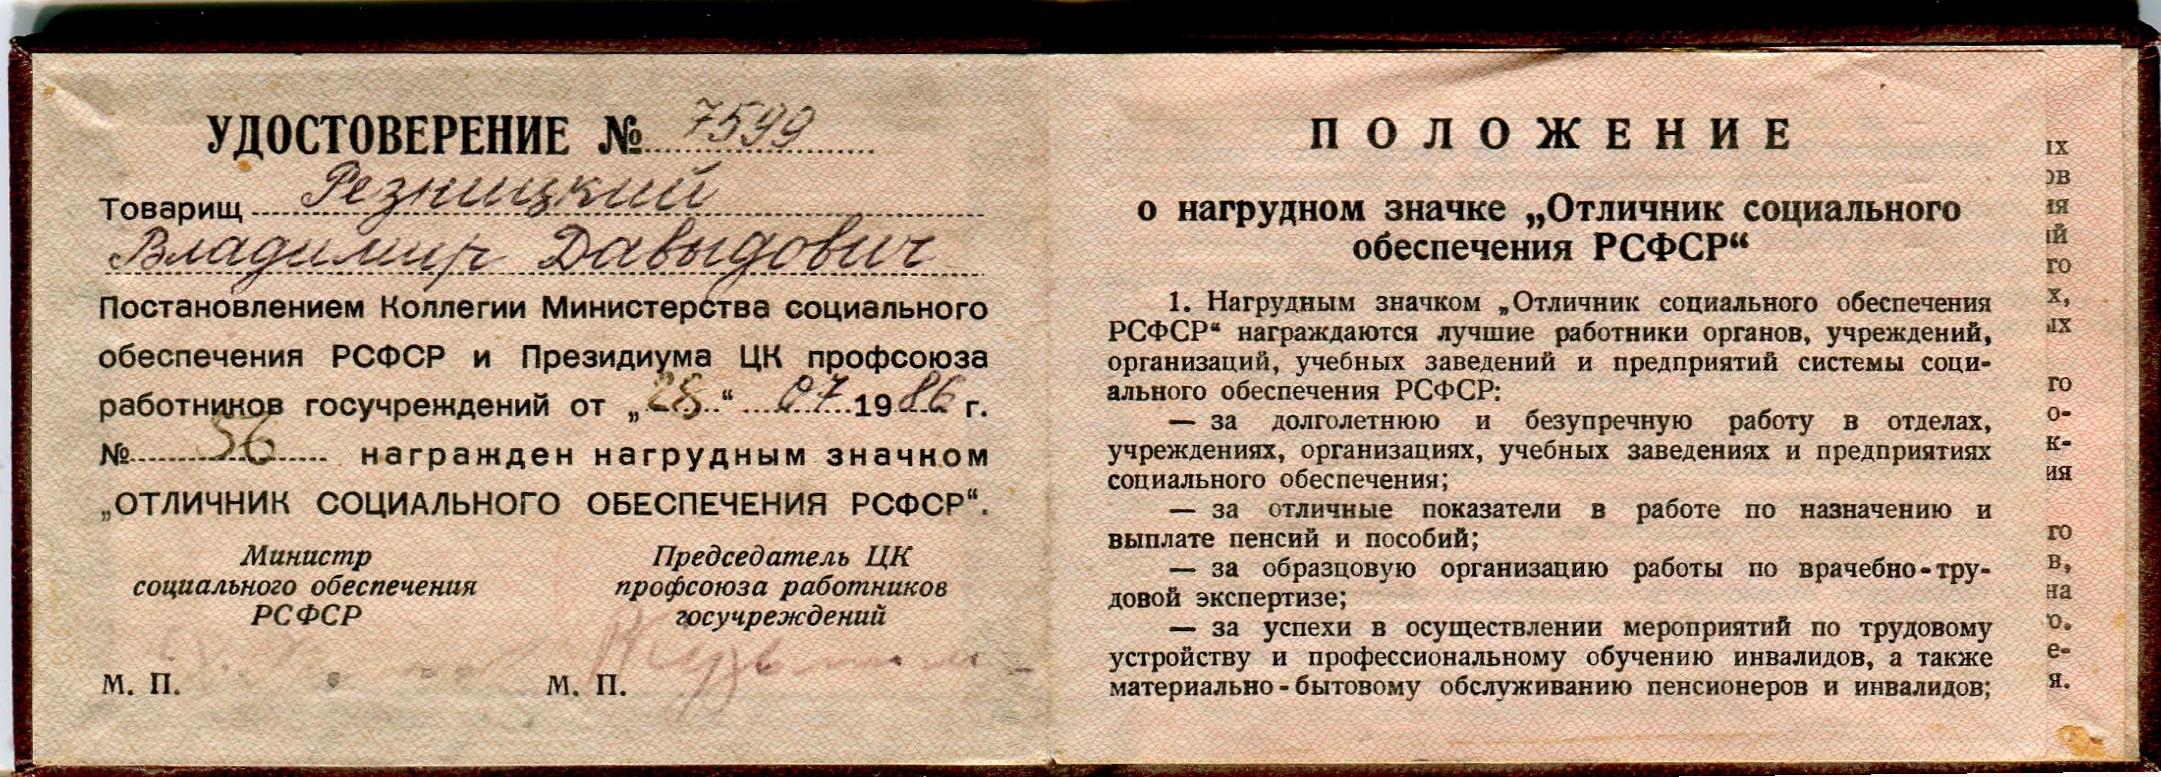 УДОСТОВЕРЕНИЕ № 7599
Товарищ Резницкий
Владимир Давыдович
Постановлением Коллегии Министерства социального
обеспечения РСФСР и Президиума ЦК профсоюза
работников госучреждений от „28“ 07 1986 г.
№ 56 награжден нагрудным значком
„ОТЛИЧНИК СОЦИАЛЬНОГО ОБЕСПЕЧЕНИЯ РСФСР“.
Министр
социального обеспечения
РСФСР
М. П.
Председатель ЦК
профсоюза работников
госучреждений
М. П.
ПОЛОЖЕНИЕ
о нагрудном значке „Отличник социального
обеспечения РСФСР“
1. Нагрудным значком „Отличник социального обеспечения
РСФСР“ награждаются лучшие работники органов, учреждений,
организаций, учебных заведений и предприятий системы соци-
ального обеспечения РСФСР:
— за долголетнюю и безупречную работу в отделах,
учреждениях, организациях, учебных заведениях и предприятиях
социального обеспечения;
— за отличные показатели в работе по назначению и
выплате пенсий и пособий;
— за образцовую организацию работы по врачебно-тру-
довой экспертизе;
— за успехи в осуществлении мероприятий по трудовому
устройству и профессиональному обучению инвалидов, а также
материально-бытовому обслуживанию пенсионеров и инвалидов;